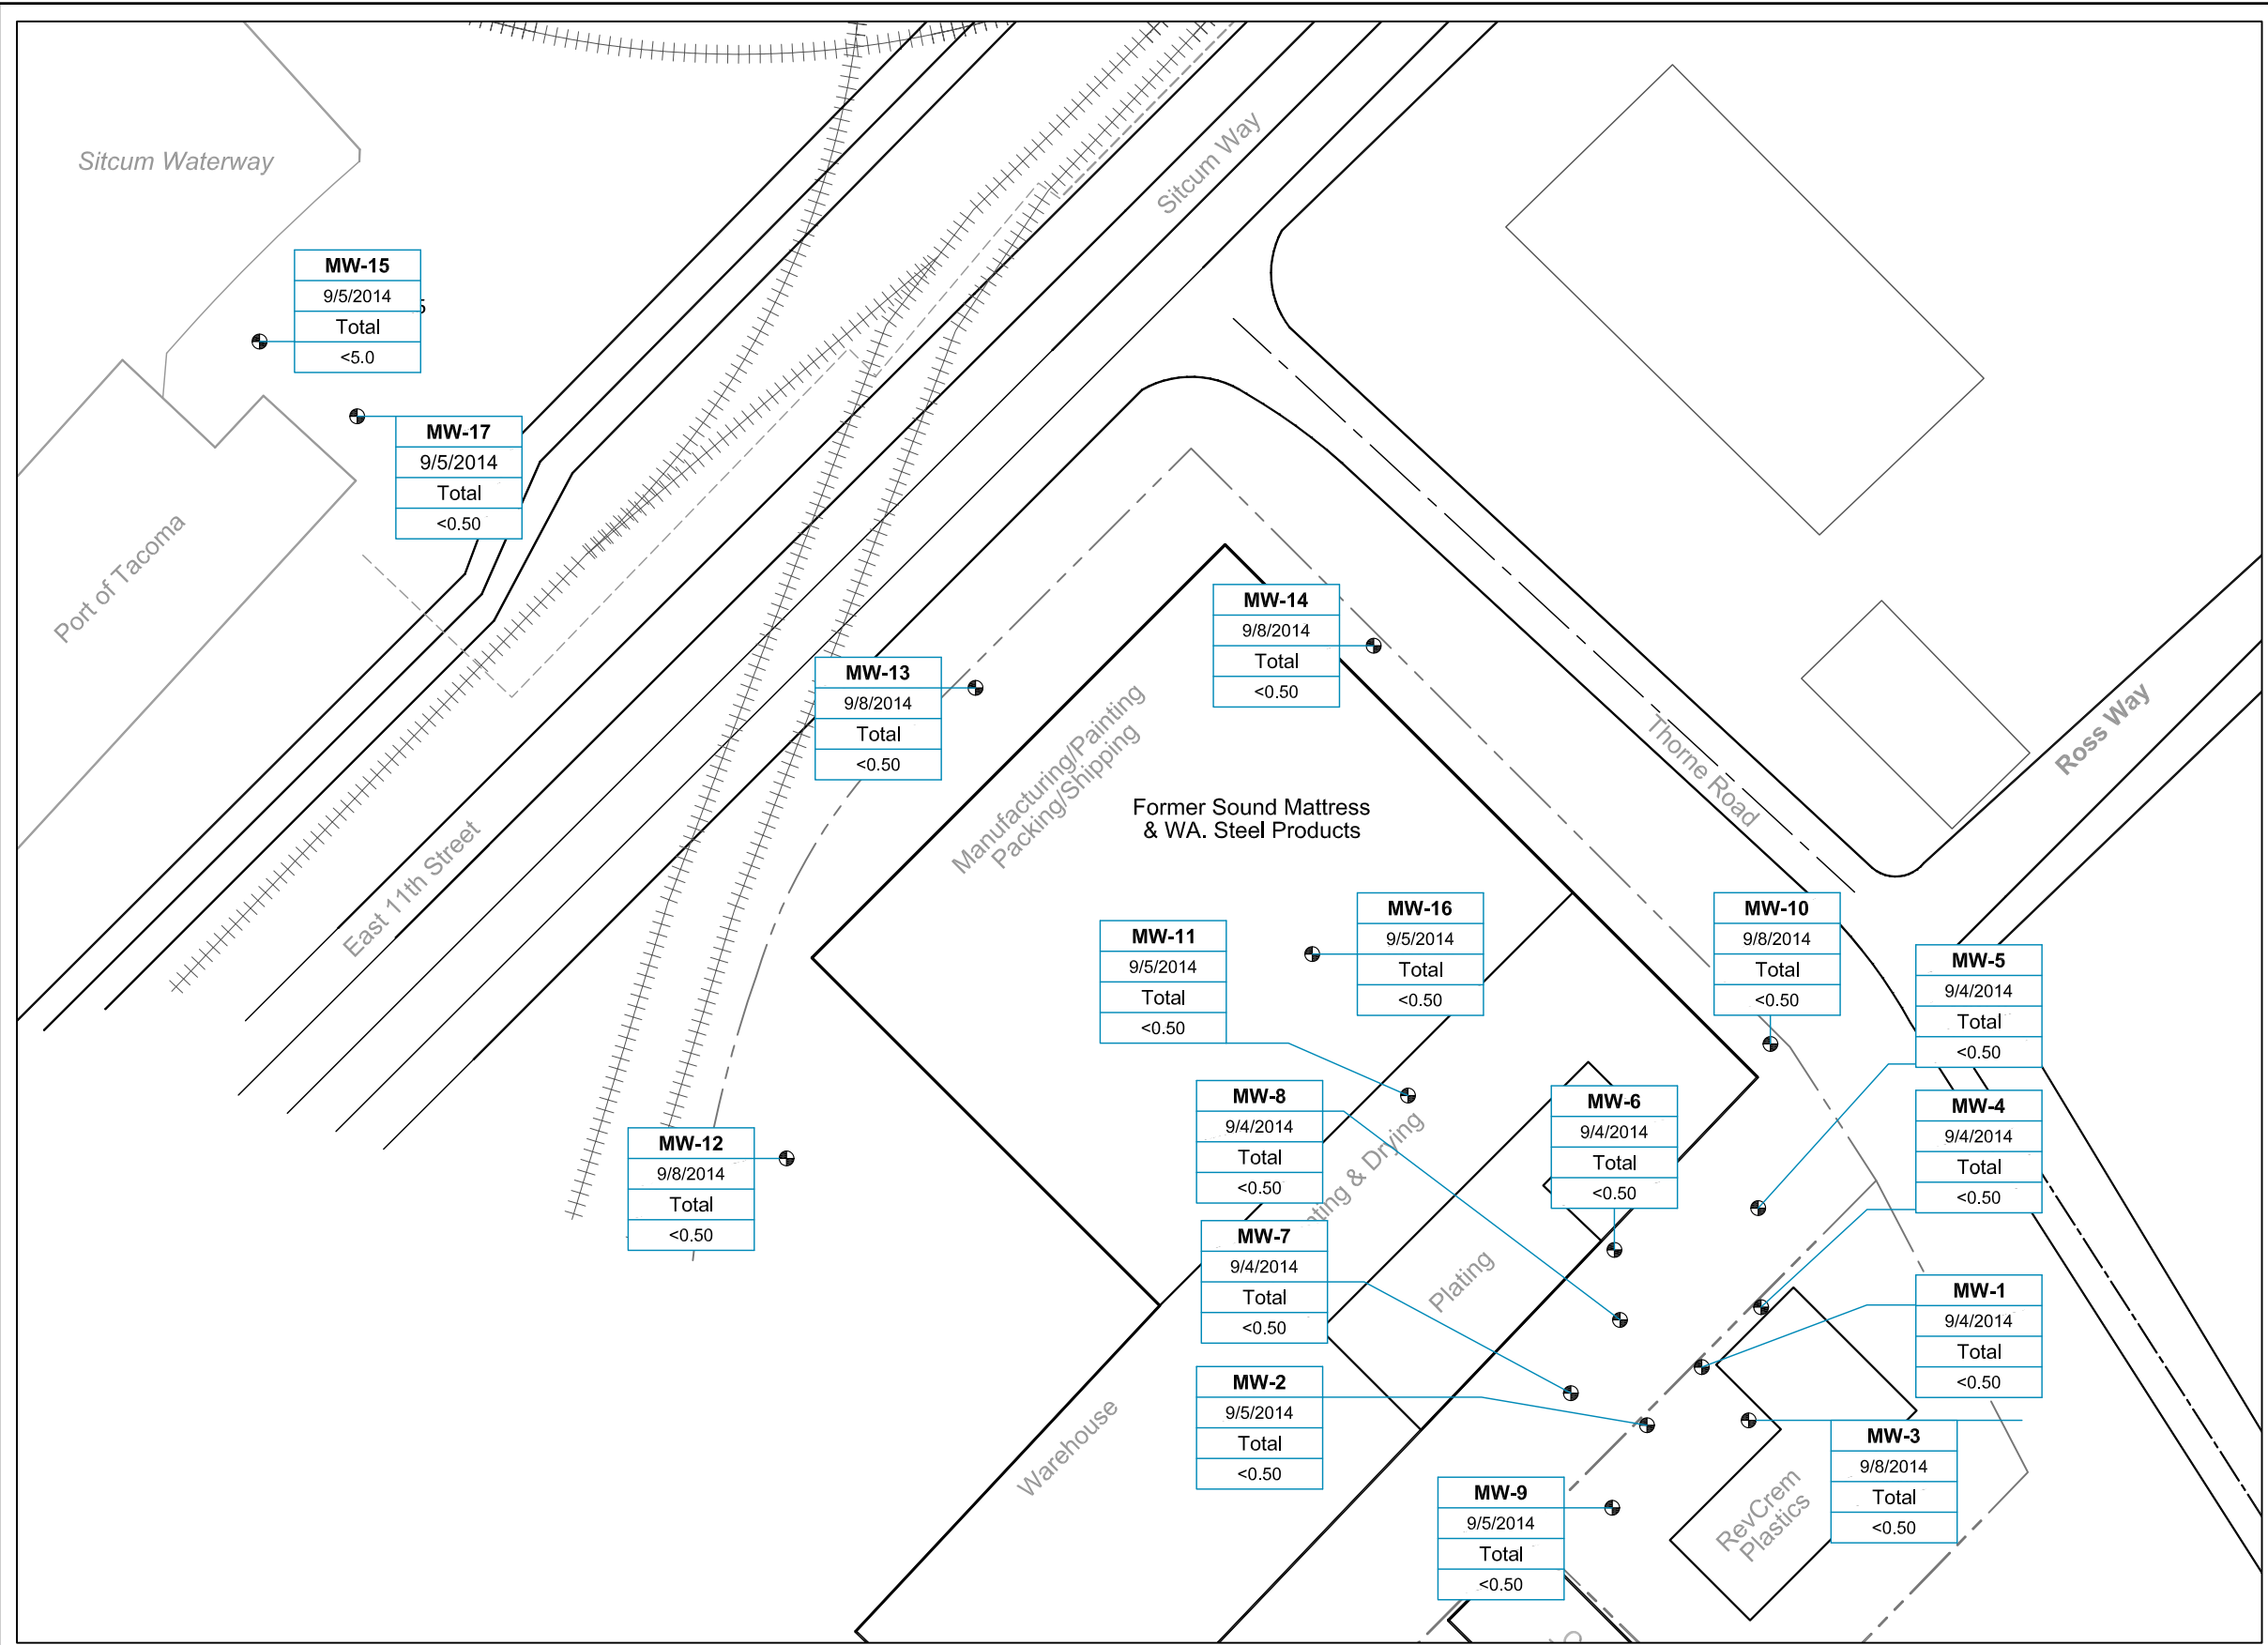 Sitcum Waterway
Sitcum Way
MW-15
9/5/2014
Total
<5.0
5
MW-17
9/5/2014
Total
<0.50
Port of Tacoma
East 11th Street
MW-14
9/8/2014
Total
<0.50
MW-13
9/8/2014
Total
<0.50
Manufacturing/Painting
Packing/Shipping
Former Sound Mattress
& WA. Steel Products
Thorne Road
Ross Way
MW-16
9/5/2014
Total
<0.50
MW-10
9/8/2014
Total
<0.50
MW-11
9/5/2014
Total
<0.50
MW-5
9/4/2014
Total
<0.50
MW-8
9/4/2014
Total
<0.50
MW-6
9/4/2014
Total
<0.50
MW-4
9/4/2014
Total
<0.50
MW-12
9/8/2014
Total
<0.50
& Drying
MW-7
9/4/2014
Total
<0.50
Plating
MW-1
9/4/2014
Total
<0.50
MW-2
9/5/2014
Total
<0.50
Warehouse
MW-3
9/8/2014
Total
<0.50
MW-9
9/5/2014
Total
<0.50
RevCrem
Plastics